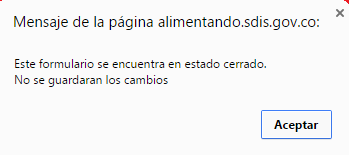 Mensaje de la página alimentando.sdis.gov.co:
Este formulario se encuentra en estado cerrado.
No se guardaran los cambios
Aceptar